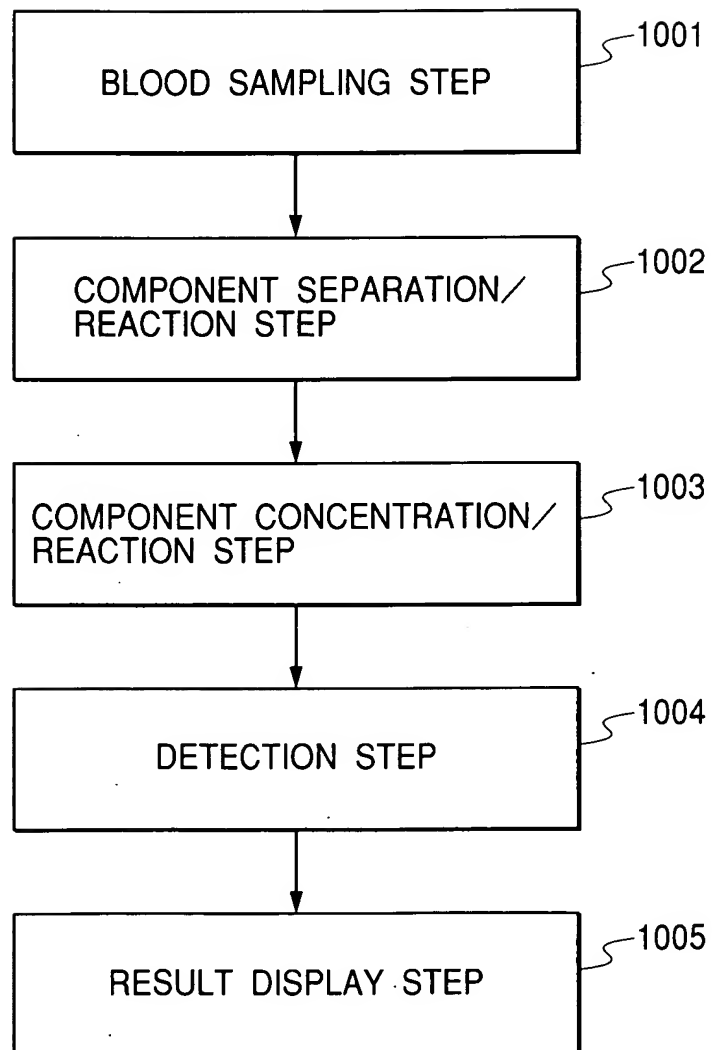 1001
BLOOD SAMPLING STEP
1002
COMPONENT SEPARATION/
REACTION STEP
1003
COMPONENT CONCENTRATION/
REACTION STEP
1004
DETECTION STEP
1005
RESULT DISPLAY STEP